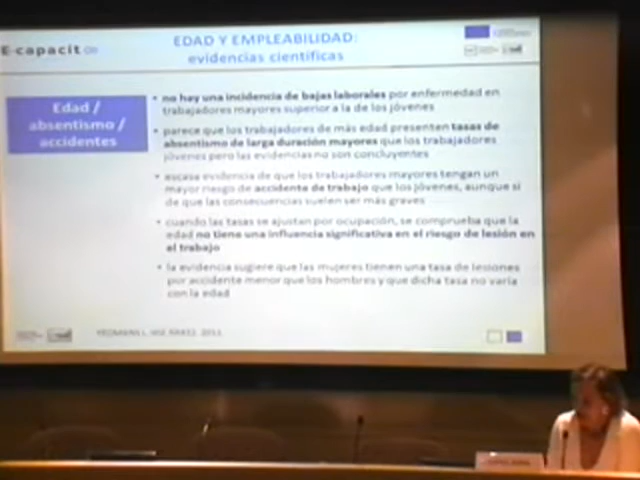 E-capacit
EDAD Y EMPLEABILIDAD:
evidencias científicas
Edad /
absentismo /
accidentes
• no hay una incidencia de bajas laborales por enfermedad en
trabajadores mayores superior a la de los jóvenes
• parece que los trabajadores de más edad presenten tasas de
absentismo de larga duración mayores que los trabajadores
jóvenes pero las evidencias no son concluyentes
• escasa evidencia de que los trabajadores mayores tengan un
mayor riesgo de accidente de trabajo que los jóvenes, aunque si
de que las consecuencias suelen ser más graves
• cuando las tasas se ajustan por ocupación, se comprueba que la
edad no tiene una influencia significativa en el riesgo de lesión en
el trabajo
• la evidencia sugiere que las mujeres tienen una tasa de lesiones
por accidente menor que los hombres y que dicha tasa no varía
con la edad